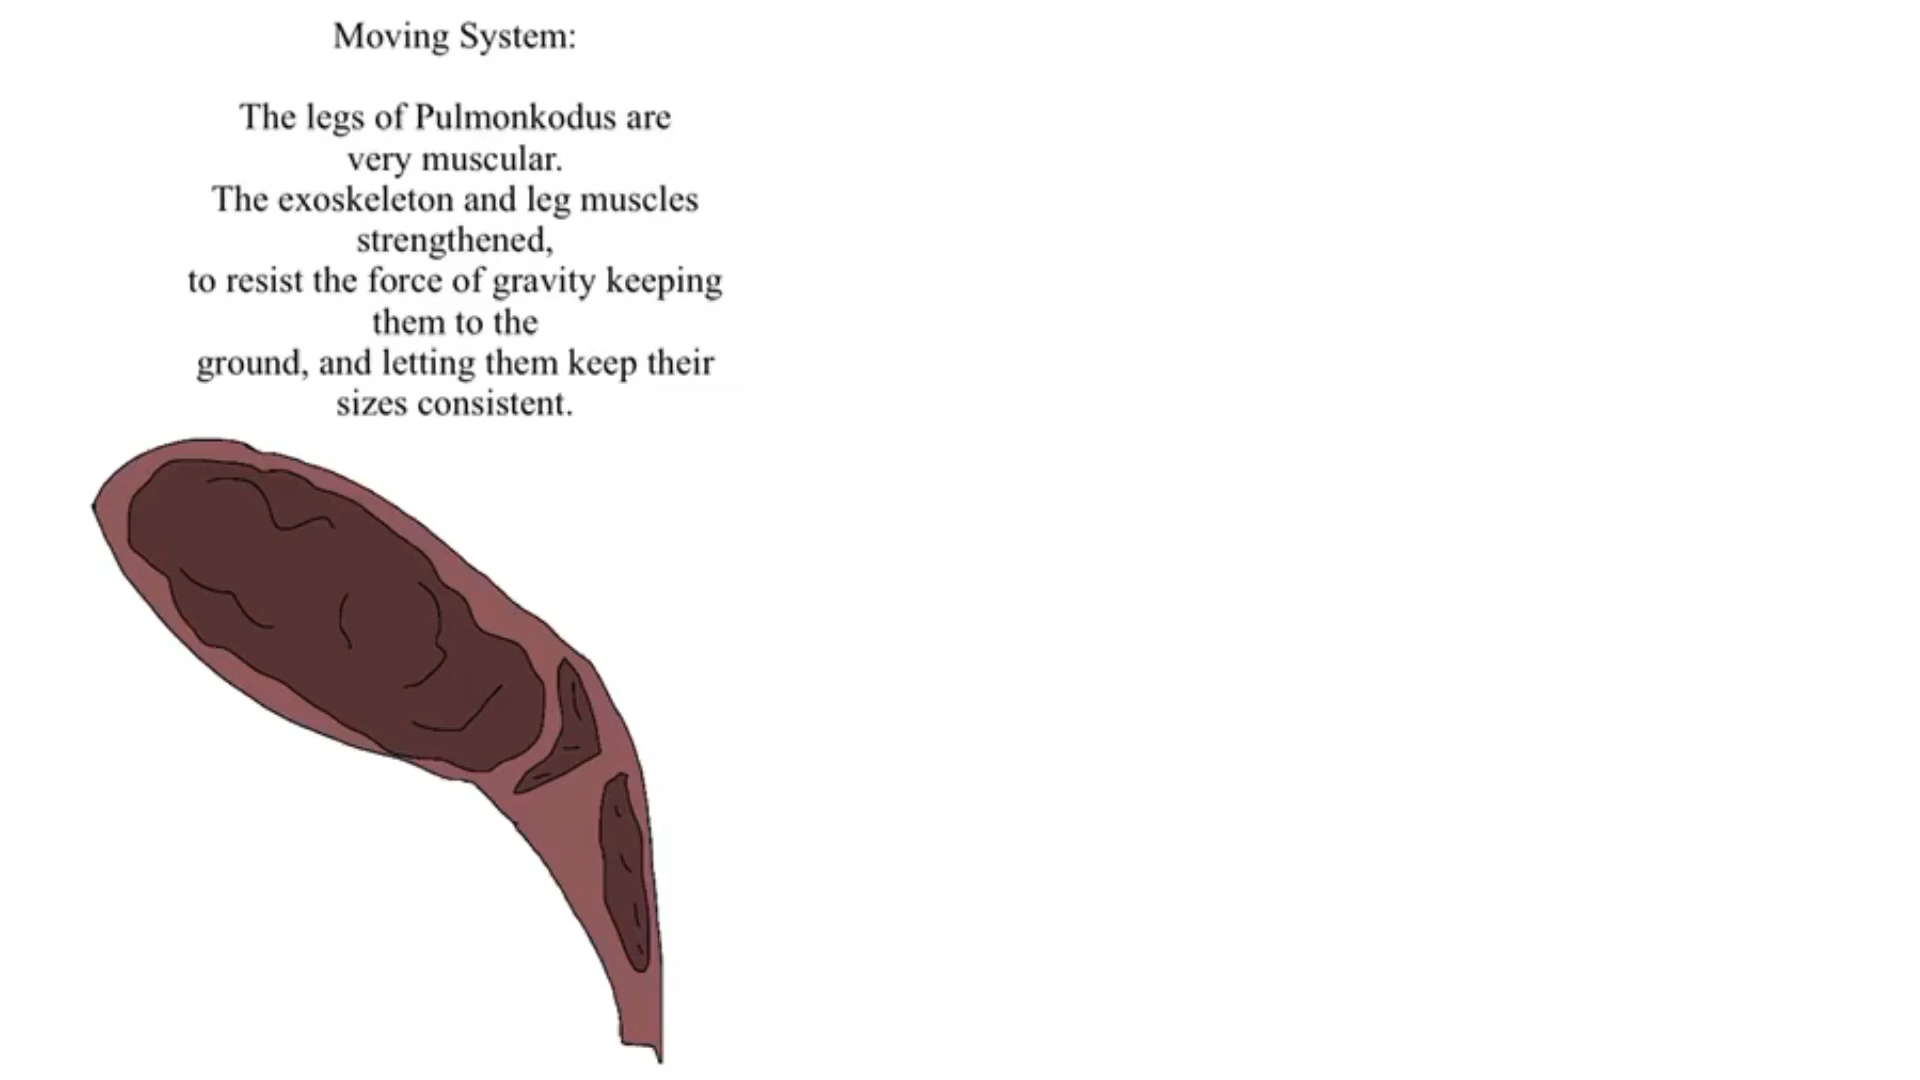 Moving System:
The legs of Pulmonkodus are
very muscular.
The exoskeleton and leg muscles
strengthened,
to resist the force of gravity keeping
them to the
ground, and letting them keep their
sizes consistent.